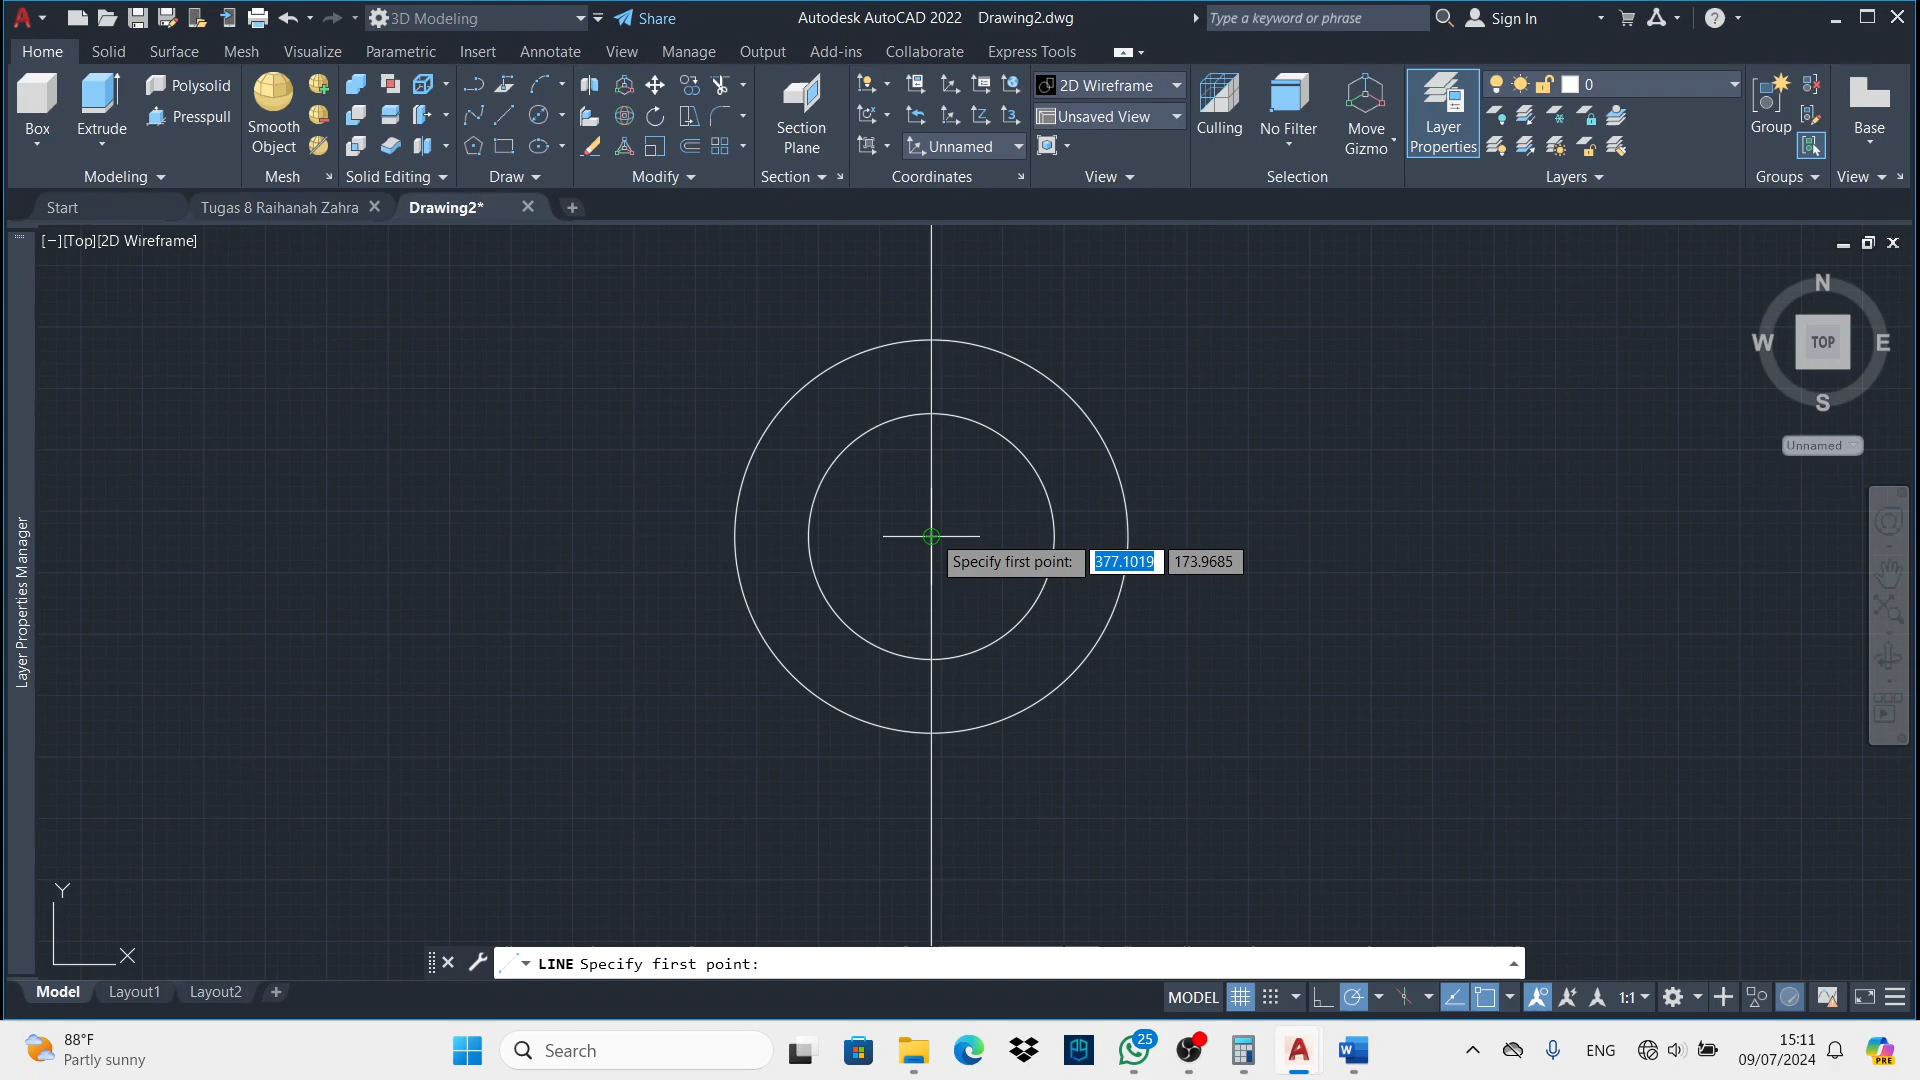 3D Modeling
Share
Autodesk AutoCAD 2022 Drawing2.dwg
Type a keyword or phrase
Sign In
Home Solid Surface Mesh Visualize Parametric Insert Annotate View Manage Output Add-ins Collaborate Express Tools
Box
Extrude
Polysolid
Presspull
Smooth
Object
Section
Plane
2D Wireframe
Unsaved View
Unnamed
Culling
No Filter
Move
Gizmo
Layer
Properties
0
Group
Base
Modeling Mesh Solid Editing Draw Modify Section Coordinates View Selection Layers Groups View
Start
Tugas 8 Raihanah Zahra
Drawing2*
[−][Top][2D Wireframe]
N
W
TOP
E
S
Unnamed
Layer Properties Manager
Specify first point: 377.1019 173.9685
Y
X
LINE Specify first point:
Model Layout1 Layout2
MODEL
1:1
88°F
Partly sunny
Search
25
ENG
15:11
09/07/2024
PRE